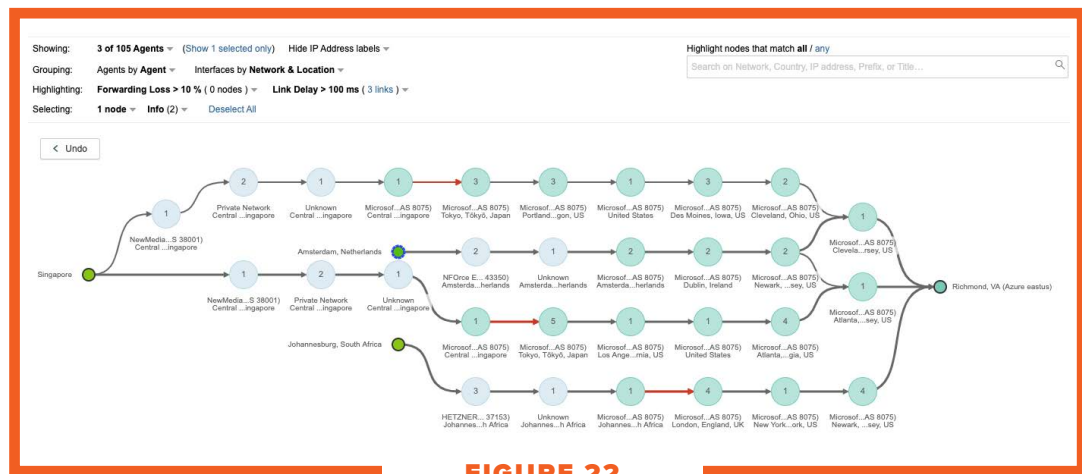 Showing: 3 of 105 Agents (Show 1 selected only) Hide IP Address labels
Highlight nodes that match all / any
Grouping: Agents by Agent Interfaces by Network & Location
Search on Network, Country, IP address, Prefix, or Title...
Highlighting: Forwarding Loss > 10 % ( 0 nodes ) Link Delay > 100 ms ( 3 links )
Selecting: 1 node Info (2) Deselect All
< Undo
2 1 1 3 3 1 3 2
Private Network
Central ...ingapore
Unknown
Central ...ingapore
Microsof...AS 8075)
Central ...ingapore
Microsof...AS 8075)
Tokyo, Tōkyō, Japan
Microsof...AS 8075)
Portland...gon, US
Microsof...AS 8075)
United States
Microsof...AS 8075)
Des Moines, Iowa, US
Microsof...AS 8075)
Cleveland, Ohio, US
1
NewMedia...S 38001)
Central ...ingapore
1
Microsof...AS 8075)
Clevela...rsey, US
Amsterdam, Netherlands
2 1 2 2 2
NFOrce E... 43350)
Amsterda...herlands
Unknown
Amsterda...herlands
Microsof...AS 8075)
Amsterda...herlands
Microsof...AS 8075)
Dublin, Ireland
Microsof...AS 8075)
Newark, ...sey, US
Singapore
1 2 1
NewMedia...S 38001)
Central ...ingapore
Private Network
Central ...ingapore
Unknown
Central ...ingapore
1
Microsof...AS 8075)
Atlanta,...sey, US
Richmond, VA (Azure eastus)
1 5 1 1 4
Microsof...AS 8075)
Central ...ingapore
Microsof...AS 8075)
Tokyo, Tōkyō, Japan
Microsof...AS 8075)
Los Ange...mia, US
Microsof...AS 8075)
United States
Microsof...AS 8075)
Atlanta,...gia, US
Johannesburg, South Africa
3 1 1 4 1 4
HETZNER... 37153)
Johannes...h Africa
Unknown
Johannes...h Africa
Microsof...AS 8075)
Johannes...h Africa
Microsof...AS 8075)
London, England, UK
Microsof...AS 8075)
New York...ork, US
Microsof...AS 8075)
Newark, ...sey, US